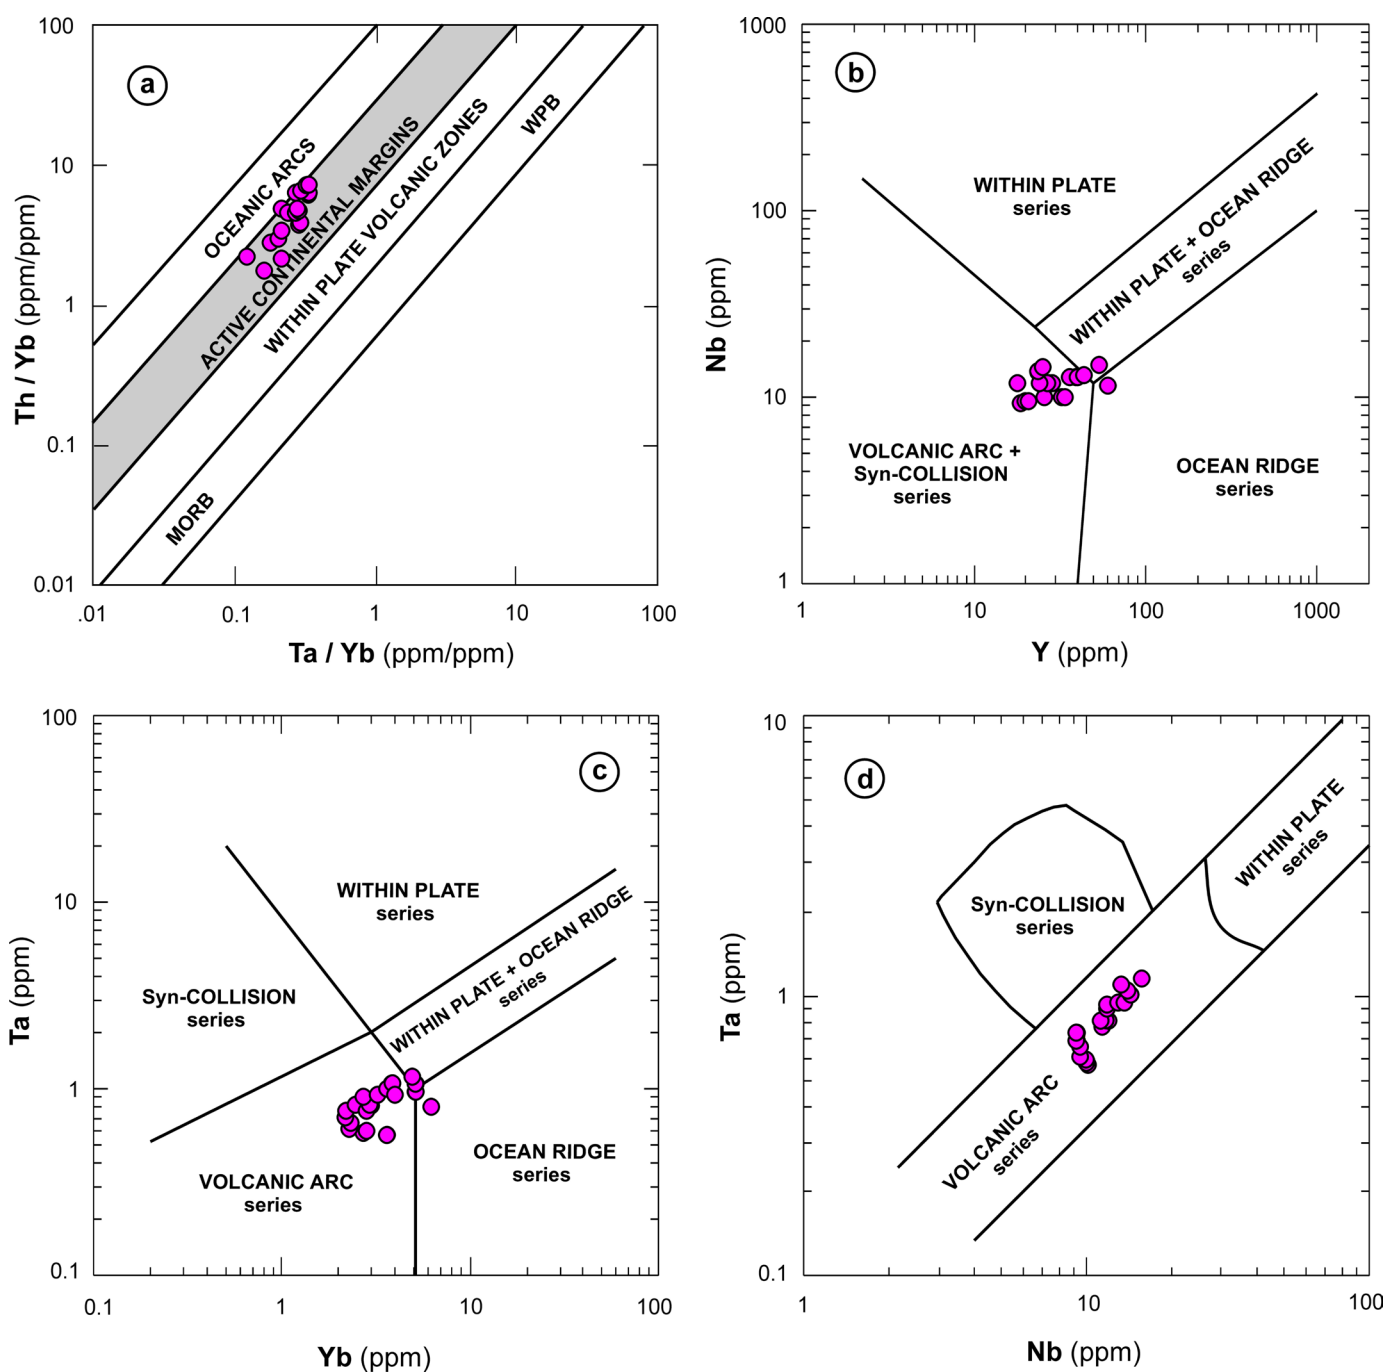 a
100
10
1
0.1
0.01
.01
0.1
1
10
100
Th / Yb (ppm/ppm)
Ta / Yb (ppm/ppm)
OCEANIC ARCS
ACTIVE CONTINENTAL MARGINS
WITHIN PLATE VOLCANIC ZONES
WPB
MORB
b
1000
100
10
1
1
10
100
1000
Nb (ppm)
Y (ppm)
WITHIN PLATE
series
WITHIN PLATE + OCEAN RIDGE
series
VOLCANIC ARC +
Syn-COLLISION
series
OCEAN RIDGE
series
c
100
10
1
0.1
0.1
1
10
100
Ta (ppm)
Yb (ppm)
WITHIN PLATE
series
WITHIN PLATE + OCEAN RIDGE
series
Syn-COLLISION
series
VOLCANIC ARC
series
OCEAN RIDGE
series
d
10
1
0.1
1
10
100
Ta (ppm)
Nb (ppm)
Syn-COLLISION
series
WITHIN PLATE
series
VOLCANIC ARC
series